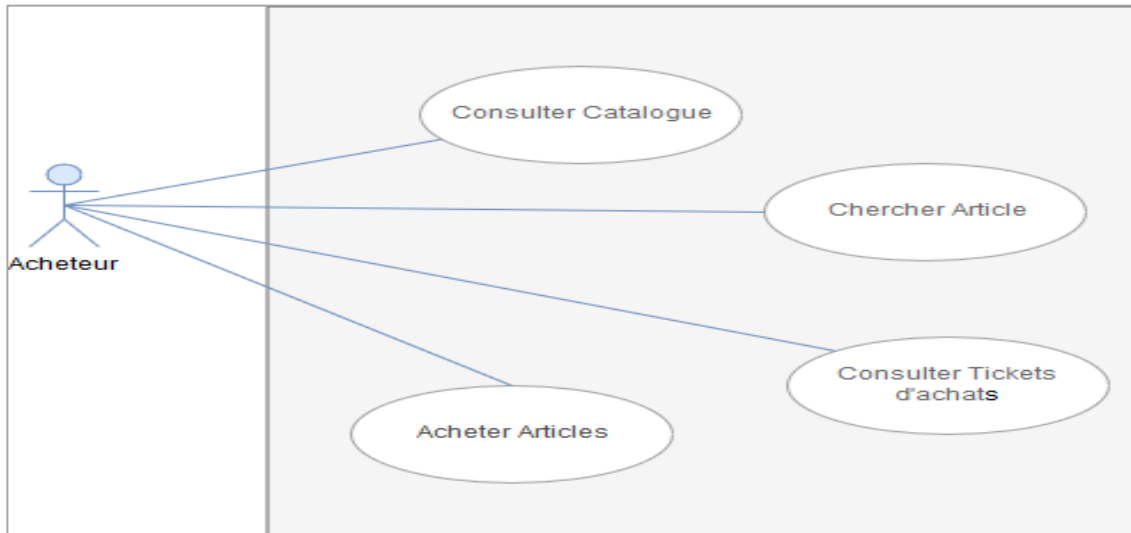 Consulter Catalogue
Chercher Article
Acheteur
Consulter Tickets
d'achats
Acheter Articles